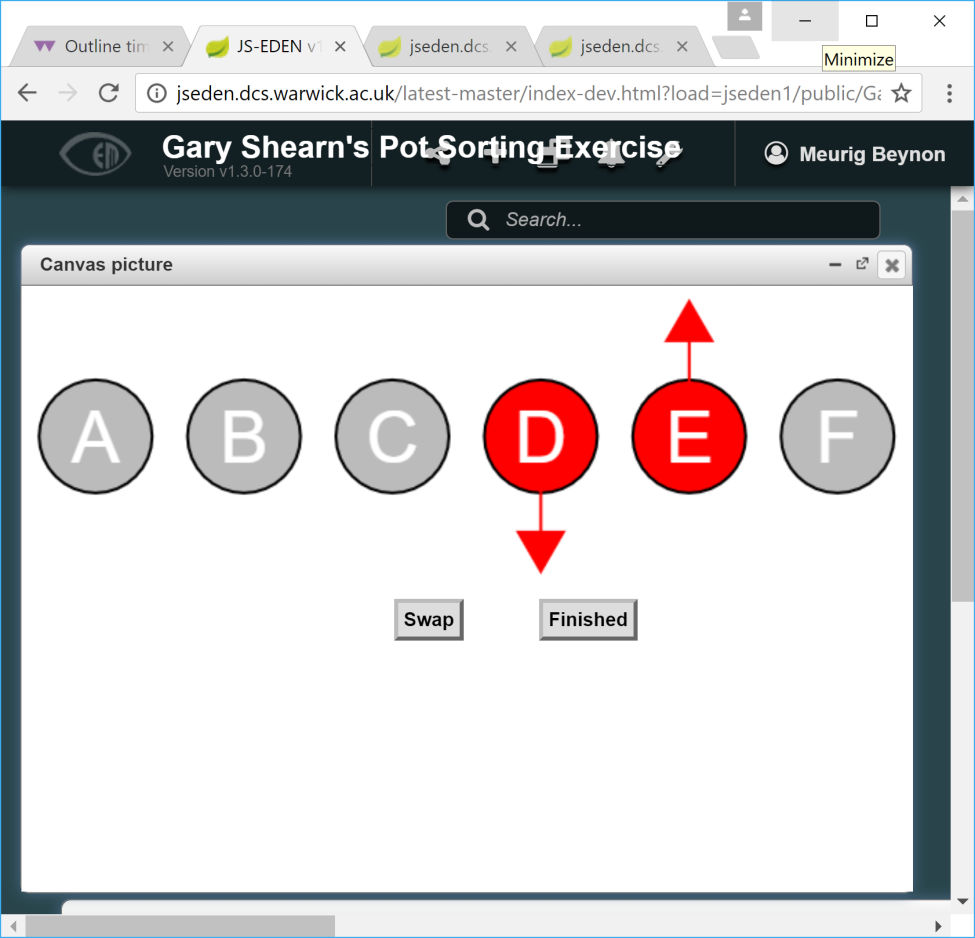 Outline tim
JS-EDEN v1
jseden.dcs.
jseden.dcs.
Minimize
jseden.dcs.warwick.ac.uk/latest-master/index-dev.html?load=jseden1/public/Ga
EM
Gary Shearn's Pot Sorting Exercise
Version v1.3.0-174
Meurig Beynon
Search...
Canvas picture
A B C D E F
Swap Finished